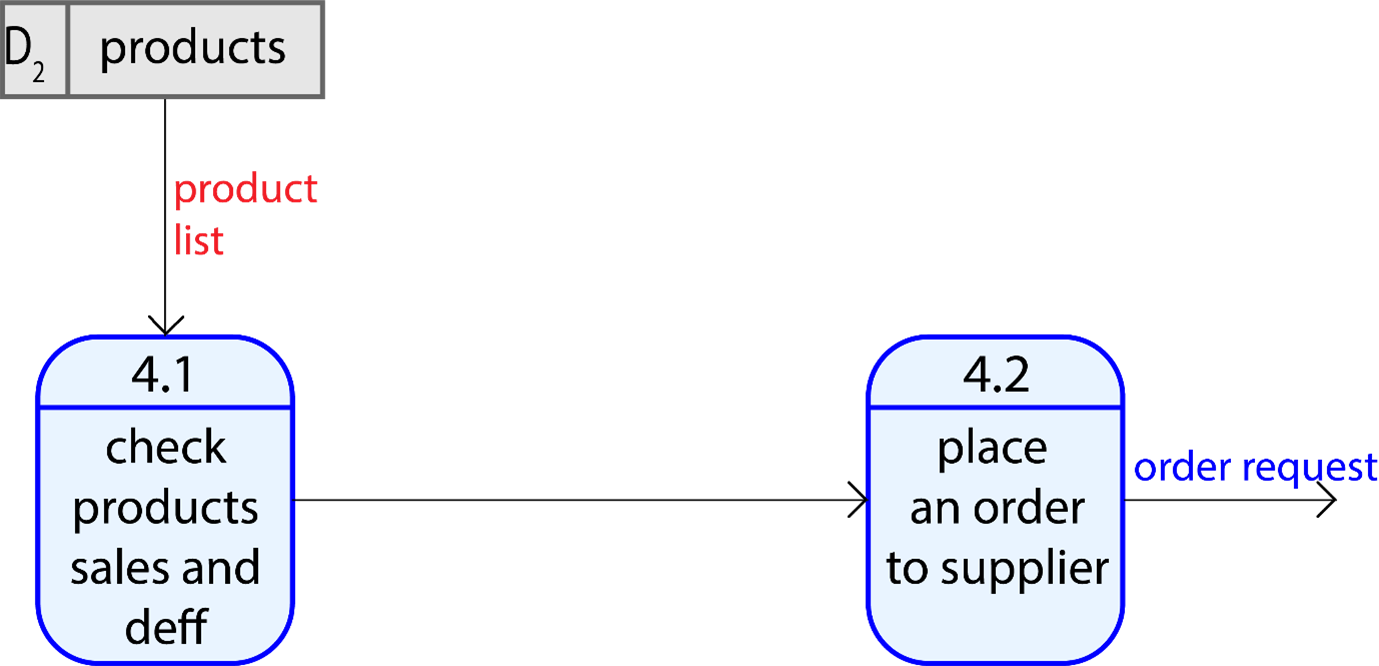 D2 products
product
list
4.1
check
products
sales and
deff
4.2
place
an order
to supplier
order request